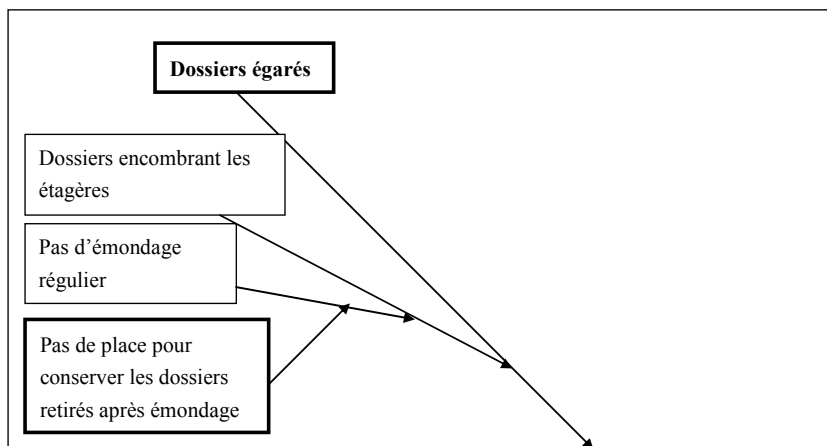 Dossiers égarés
Dossiers encombrant les
étagères
Pas d’émondage
régulier
Pas de place pour
conserver les dossiers
retirés après émondage